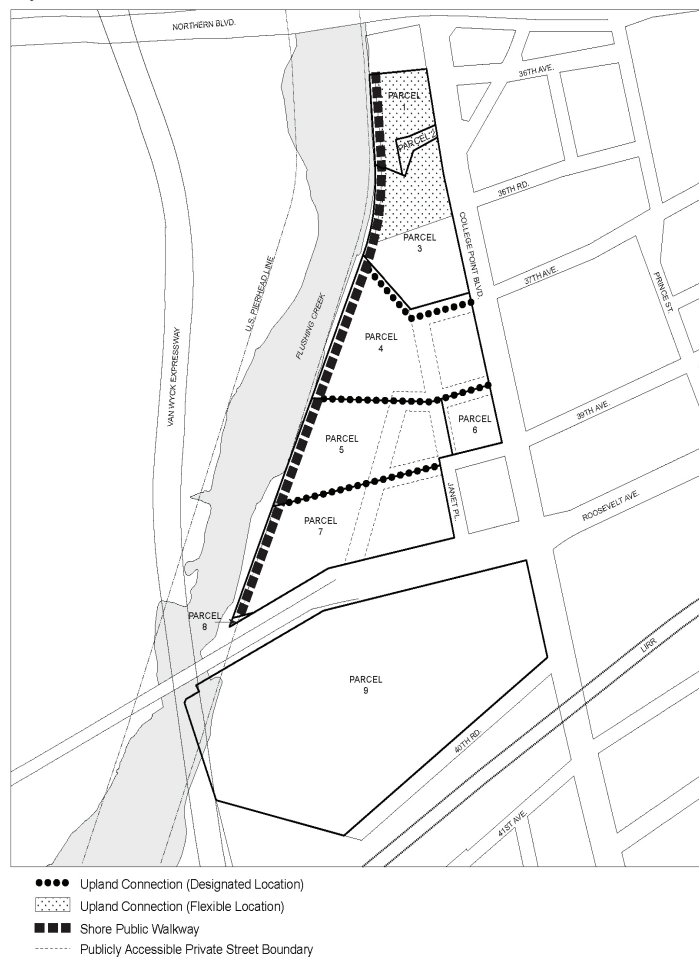 NORTHERN BLVD.
36TH AVE.
PARCEL
1
PARCEL 2
36TH RD.
COLLEGE POINT BLVD.
PARCEL
3
U.S. PIERHEAD LINE
37TH AVE.
PRINCE ST.
FLUSHING CREEK
PARCEL
4
VAN WYCK EXPRESSWAY
39TH AVE.
PARCEL
6
PARCEL
5
JANET PL.
ROOSEVELT AVE.
PARCEL
7
PARCEL
8
LIRR
PARCEL
9
40TH RD.
41ST AVE.
Upland Connection (Designated Location)
Upland Connection (Flexible Location)
Shore Public Walkway
Publicly Accessible Private Street Boundary